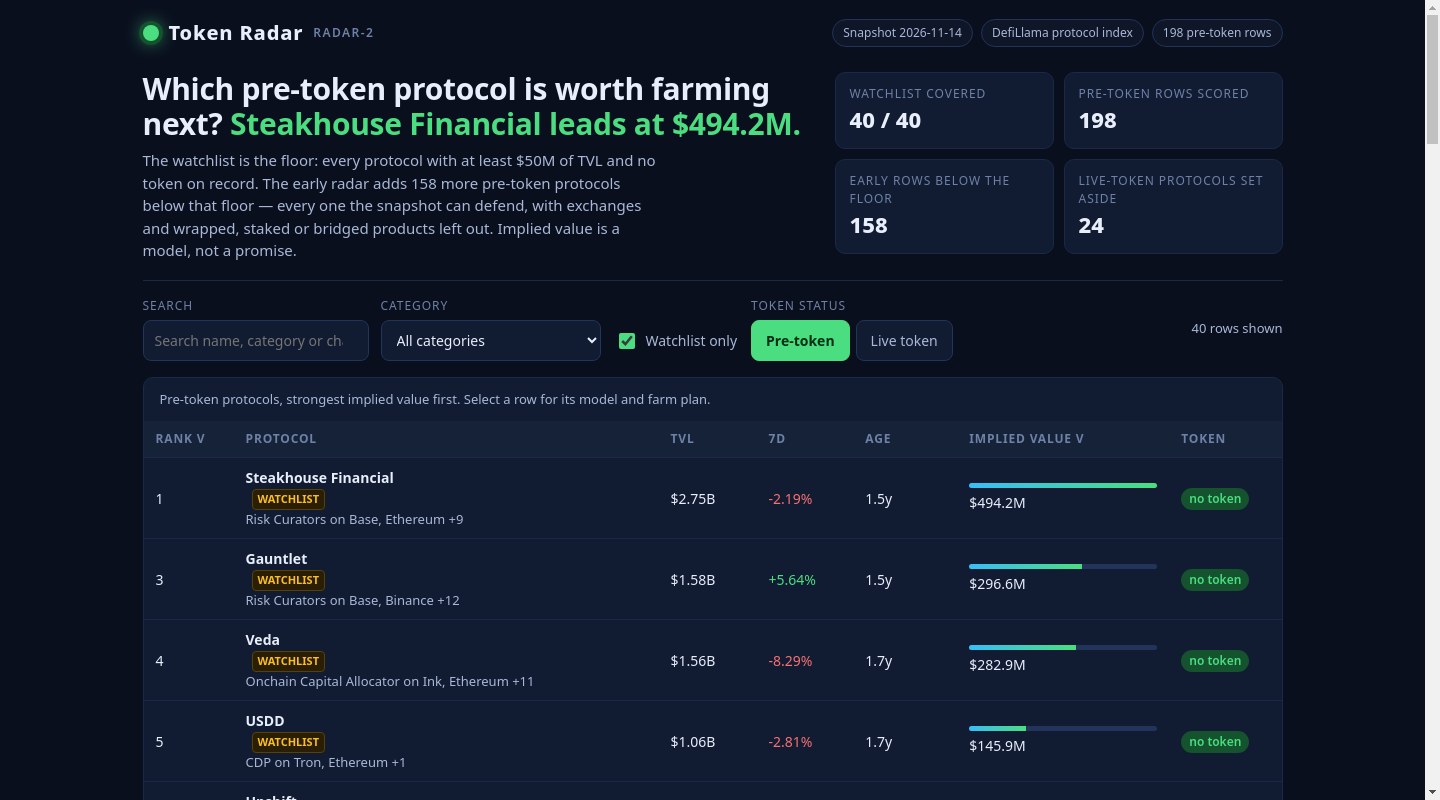 Token Radar RADAR-2
Snapshot 2026-11-14
DefiLlama protocol index
198 pre-token rows
Which pre-token protocol is worth farming
next? Steakhouse Financial leads at $494.2M.
The watchlist is the floor: every protocol with at least $50M of TVL and no
token on record. The early radar adds 158 more pre-token protocols
below that floor — every one the snapshot can defend, with exchanges
and wrapped, staked or bridged products left out. Implied value is a
model, not a promise.
WATCHLIST COVERED
40 / 40
PRE-TOKEN ROWS SCORED
198
EARLY ROWS BELOW THE
FLOOR
158
LIVE-TOKEN PROTOCOLS SET
ASIDE
24
SEARCH
Search name, category or ch
CATEGORY
All categories
Watchlist only
TOKEN STATUS
Pre-token
Live token
40 rows shown
Pre-token protocols, strongest implied value first. Select a row for its model and farm plan.
RANK V PROTOCOL TVL 7D AGE IMPLIED VALUE V TOKEN
Steakhouse Financial
1 WATCHLIST $2.75B -2.19% 1.5y $494.2M no token
Risk Curators on Base, Ethereum +9
Gauntlet
3 WATCHLIST $1.58B +5.64% 1.5y $296.6M no token
Risk Curators on Base, Binance +12
Veda
4 WATCHLIST $1.56B -8.29% 1.7y $282.9M no token
Onchain Capital Allocator on Ink, Ethereum +11
USDD
5 WATCHLIST $1.06B -2.81% 1.7y $145.9M no token
CDP on Tron, Ethereum +1